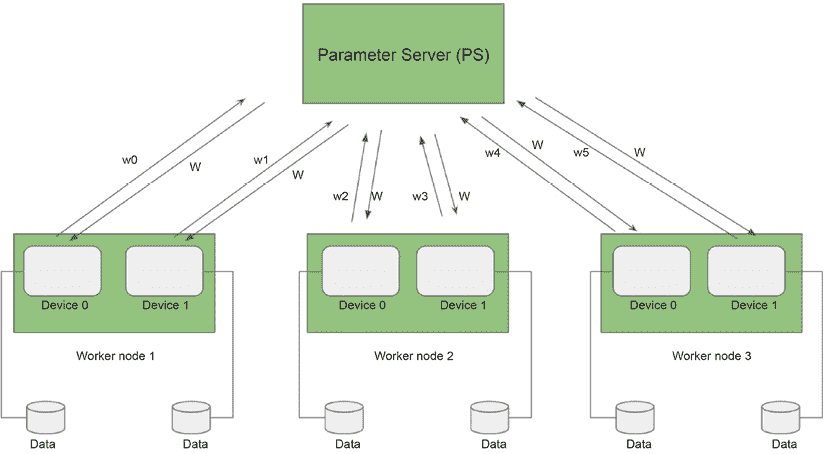 Parameter Server (PS)
w0
W
w1
W
w2
W
w3
W
w4
W
w5
W
Device 0
Device 1
Device 0
Device 1
Device 0
Device 1
Worker node 1
Worker node 2
Worker node 3
Data
Data
Data
Data
Data
Data